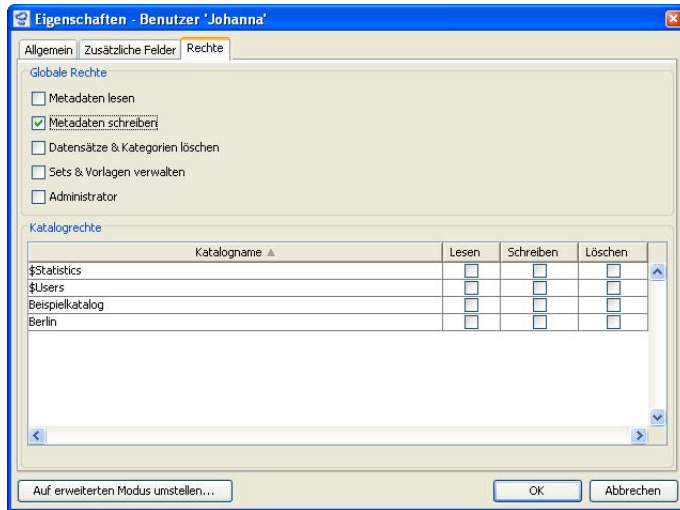 Eigenschaften - Benutzer 'Johanna'
Allgemein Zusätzliche Felder Rechte
Globale Rechte
Metadaten lesen
Metadaten schreiben
Datensätze & Kategorien löschen
Sets & Vorlagen verwalten
Administrator
Katalogrechte
Katalogname Lesen Schreiben Löschen
$Statistics
$Users
Beispielkatalog
Berlin
Auf erweiterten Modus umstellen... OK Abbrechen